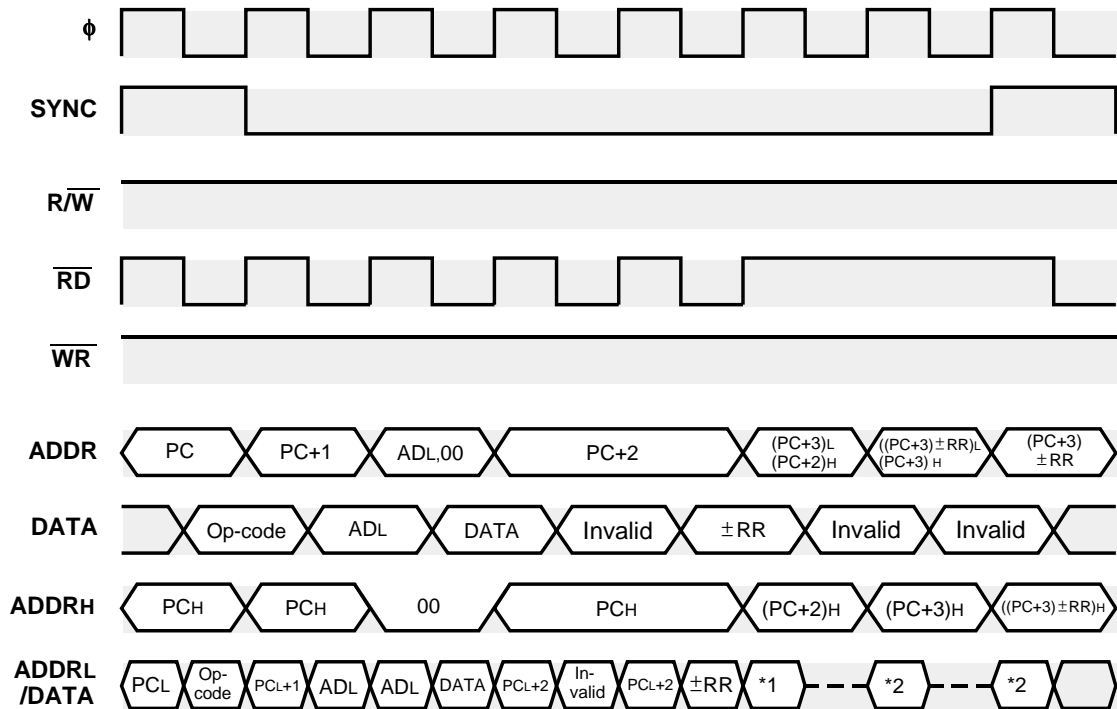 ϕ
SYNC
R/W̅
R̅D̅
W̅R̅
ADDR
PC
PC+1
ADL,00
PC+2
(PC+3)L
(PC+2)H
((PC+3)±RR)L
(PC+3) H
(PC+3)
±RR
DATA
Op-code
ADL
DATA
Invalid
±RR
Invalid
Invalid
ADDRH
PCH
PCH
00
PCH
(PC+2)H
(PC+3)H
((PC+3)±RR)H
ADDRL
/DATA
PCL
Op-
code
PCL+1
ADL
ADL
DATA
PCL+2
In-
valid
PCL+2
±RR
*1
*2
*2